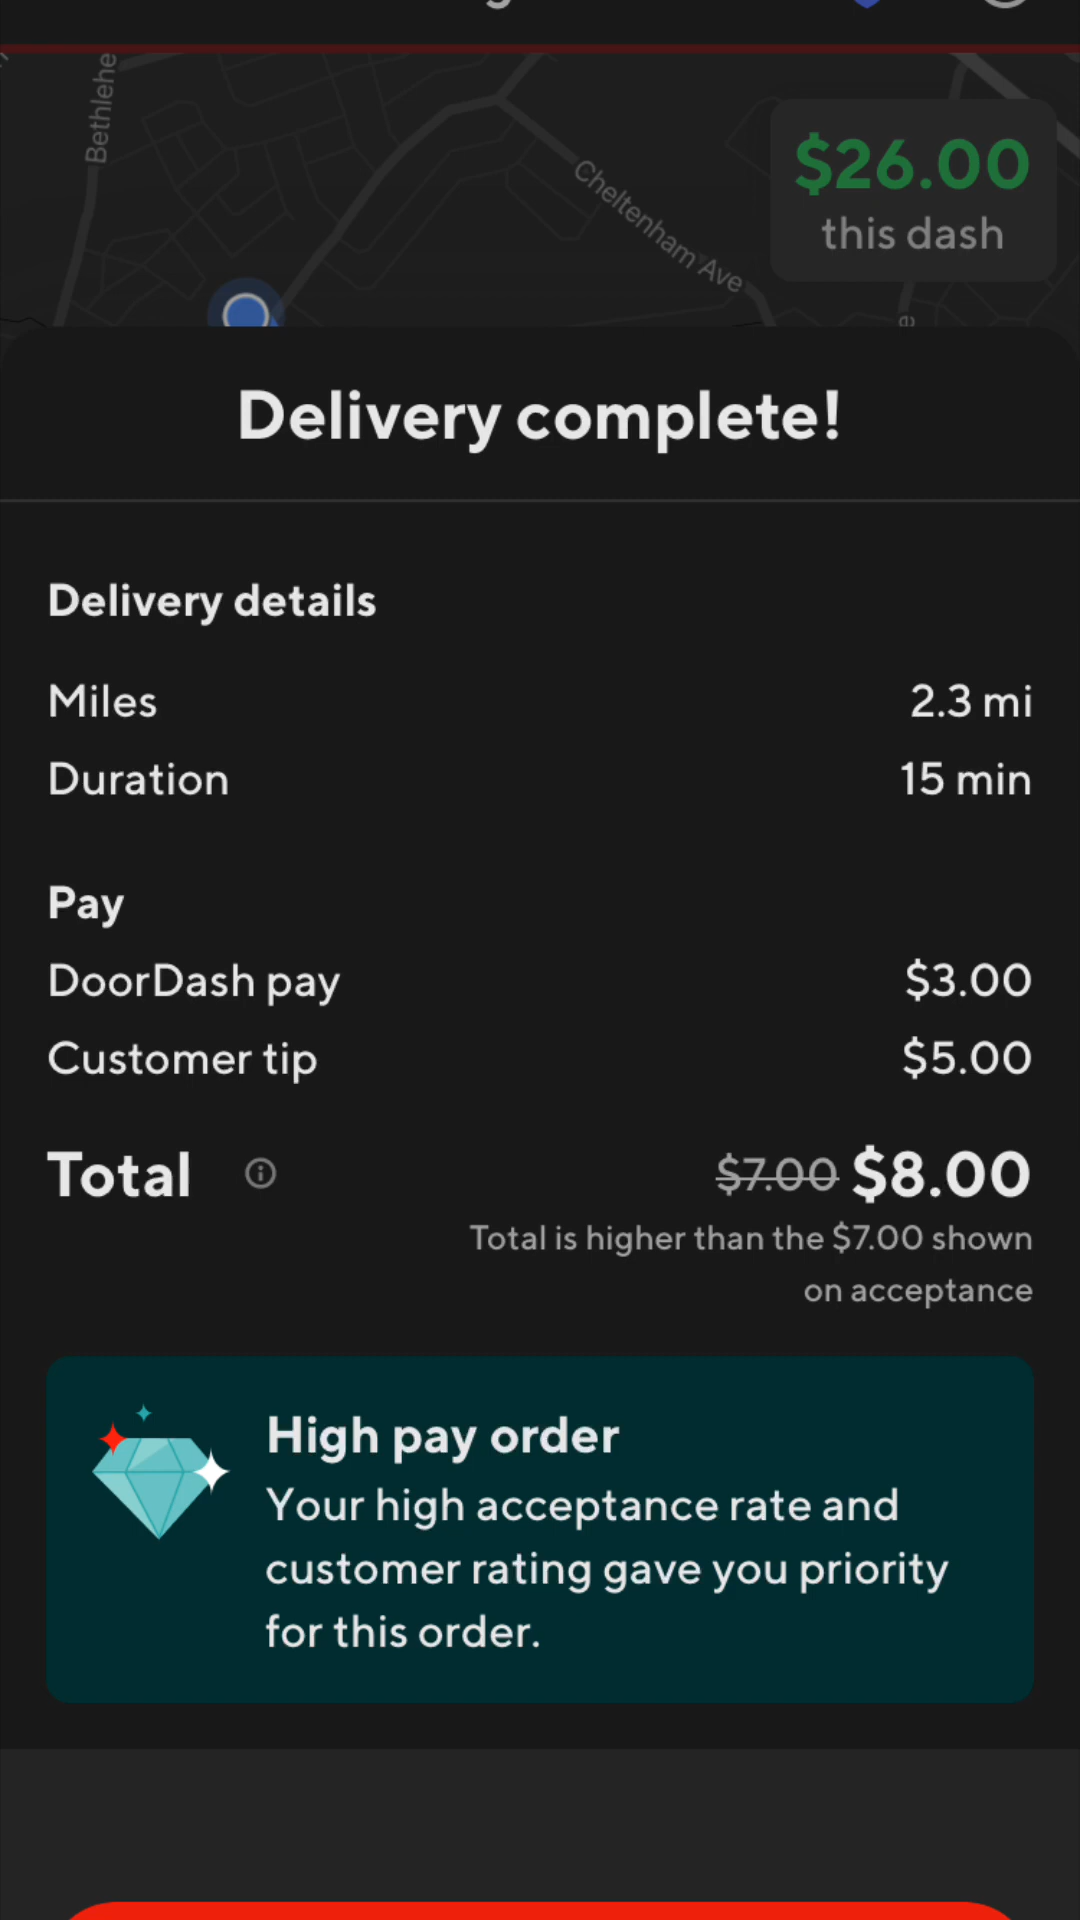 Bethlehe
Cheltenham Ave
$26.00
this dash
e
Delivery complete!
Delivery details
Miles 2.3 mi
Duration 15 min
Pay
DoorDash pay $3.00
Customer tip $5.00
Total $7.00 $8.00
Total is higher than the $7.00 shown
on acceptance
High pay order
Your high acceptance rate and
customer rating gave you priority
for this order.